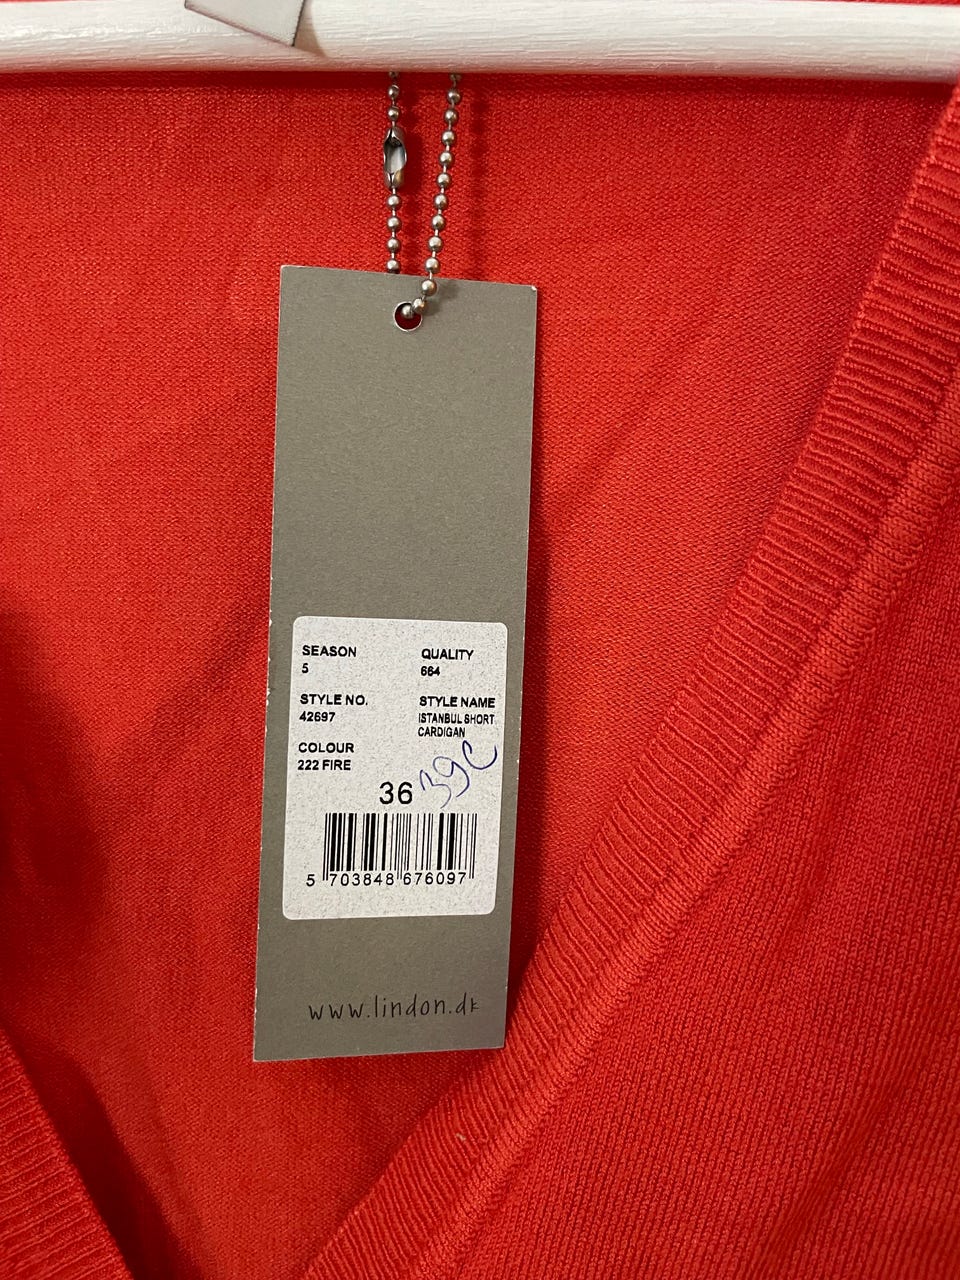 SEASON
5
QUALITY
664
STYLE NO.
42697
STYLE NAME
ISTANBUL SHORT
CARDIGAN
COLOUR
222 FIRE
36
39C
5 703848 676097
www.lindon.dk